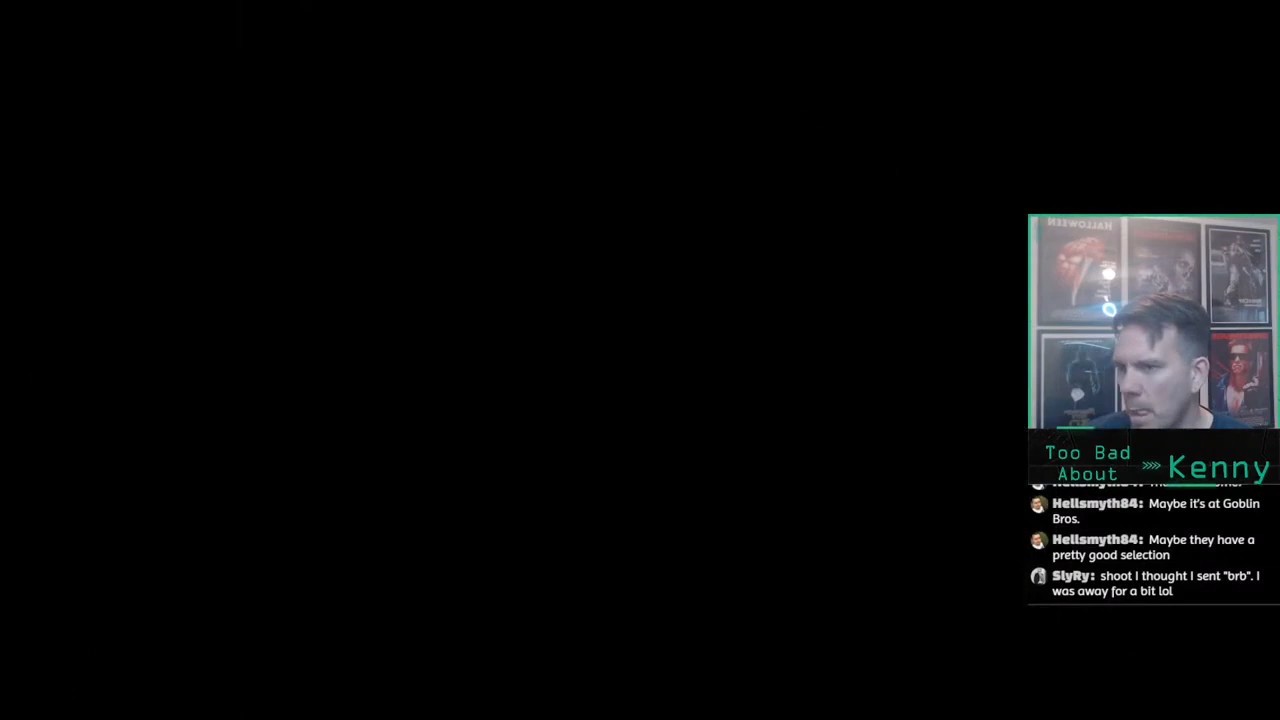 HALLOWEEN
Too Bad
About
Kenny
Hellsmyth84:
Hellsmyth84: Maybe it's at Goblin
Bros.
Hellsmyth84: Maybe they have a
pretty good selection
SlyRy: shoot I thought I sent "brb". I
was away for a bit lol